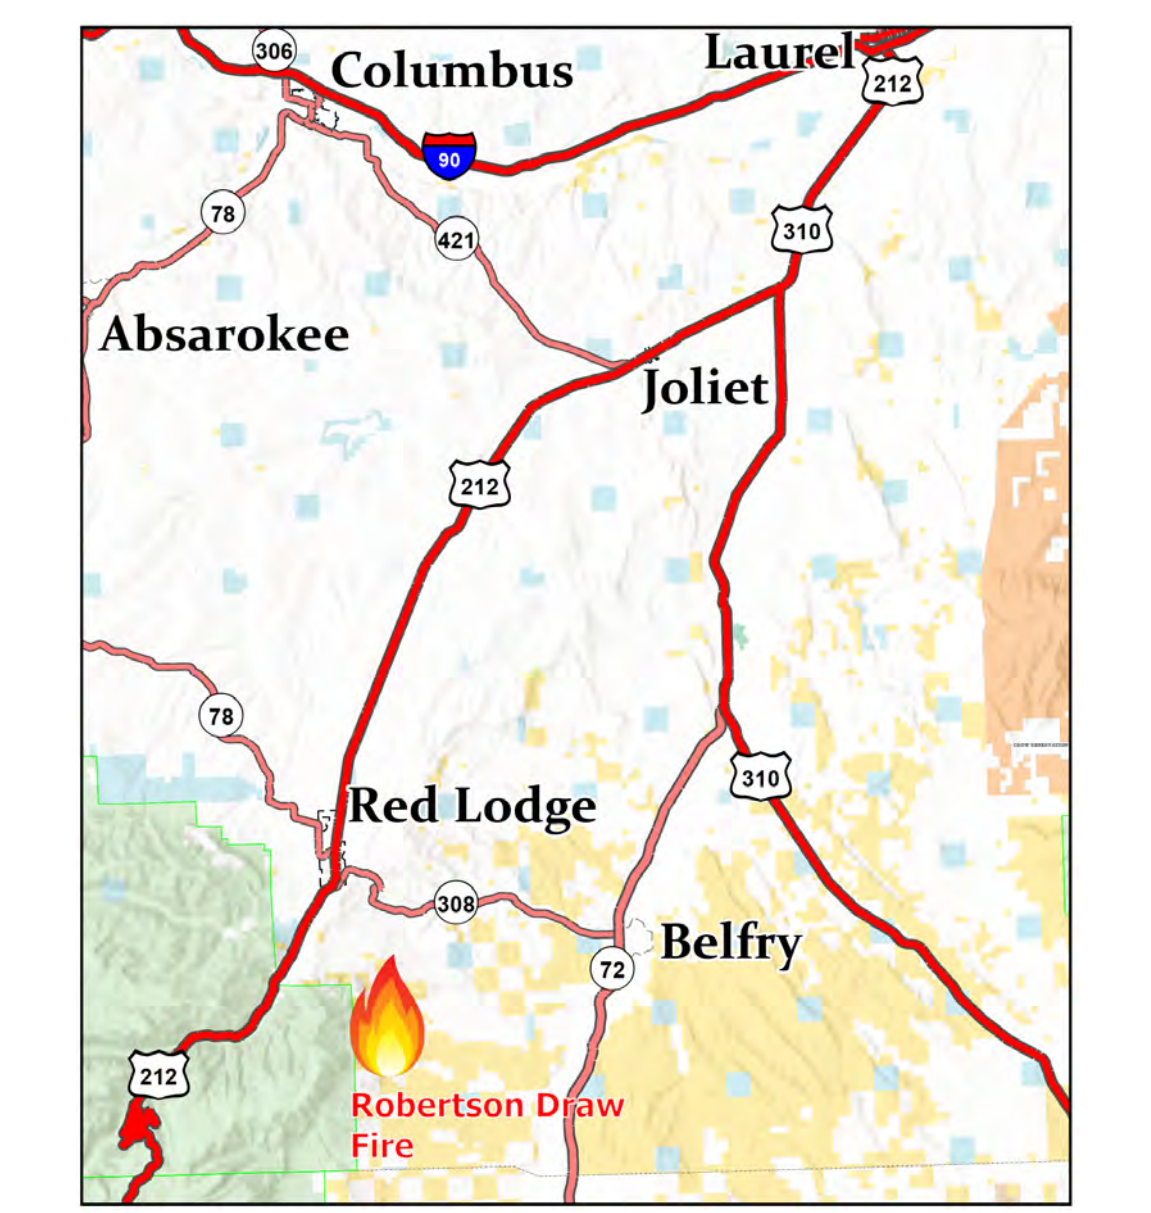 306
Columbus
Laurel
212
90
78
310
421
Absarokee
Joliet
212
78
310
Red Lodge
308
Belfry
72
212
Robertson Draw
Fire